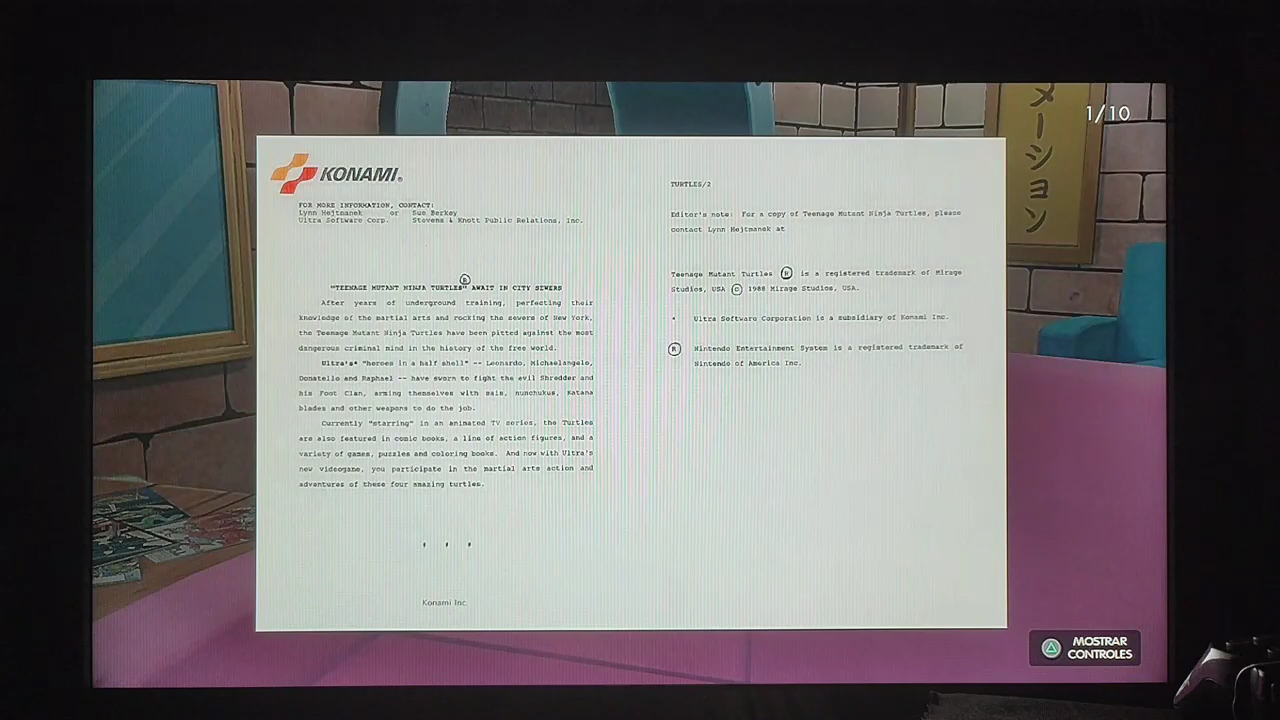 1/10
メーション
KONAMI®
FOR MORE INFORMATION, CONTACT:
Lynn Hejtmanek or Sue Berkey
Ultra Software Corp. Stevens & Knott Public Relations, Inc.
®
"TEENAGE MUTANT NINJA TURTLES" AWAIT IN CITY SEWERS
After years of underground training, perfecting their
knowledge of the martial arts and rocking the sewers of New York,
the Teenage Mutant Ninja Turtles have been pitted against the most
dangerous criminal mind in the history of the free world.
Ultra's* "heroes in a half shell" -- Leonardo, Michaelangelo,
Donatello and Raphael -- have sworn to fight the evil Shredder and
his Foot Clan, arming themselves with sais, nunchukus, Katana
blades and other weapons to do the job.
Currently "starring" in an animated TV series, the Turtles
are also featured in comic books, a line of action figures, and a
variety of games, puzzles and coloring books. And now with Ultra's
new videogame, you participate in the martial arts action and
adventures of these four amazing turtles.
Konami Inc.
TURTLES/2
Editor's note: For a copy of Teenage Mutant Ninja Turtles, please
contact Lynn Hejtmanek at
Teenage Mutant Turtles ® is a registered trademark of Mirage
Studios, USA © 1988 Mirage Studios, USA.
* Ultra Software Corporation is a subsidiary of Konami Inc.
® Nintendo Entertainment System is a registered trademark of
Nintendo of America Inc.
MOSTRAR
CONTROLES